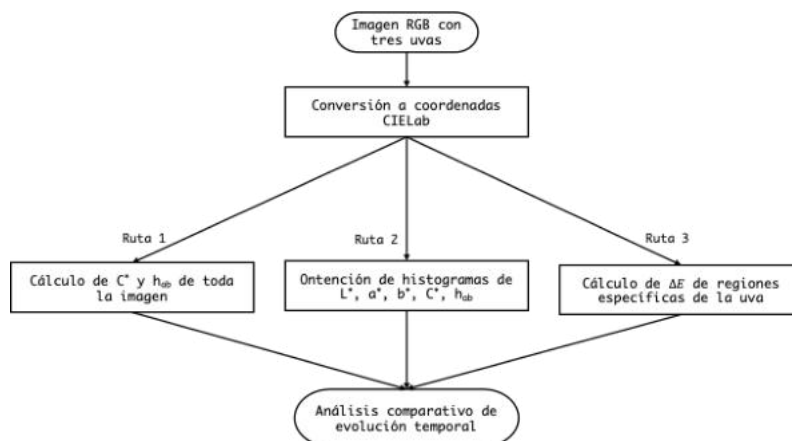 Imagen RGB con
tres uvas
Conversión a coordenadas
CIELab
Ruta 1
Ruta 2
Ruta 3
Cálculo de C* y hab de toda
la imagen
Ontención de histogramas de
L*, a*, b*, C*, hab
Cálculo de ΔE de regiones
específicas de la uva
Análisis comparativo de
evolución temporal